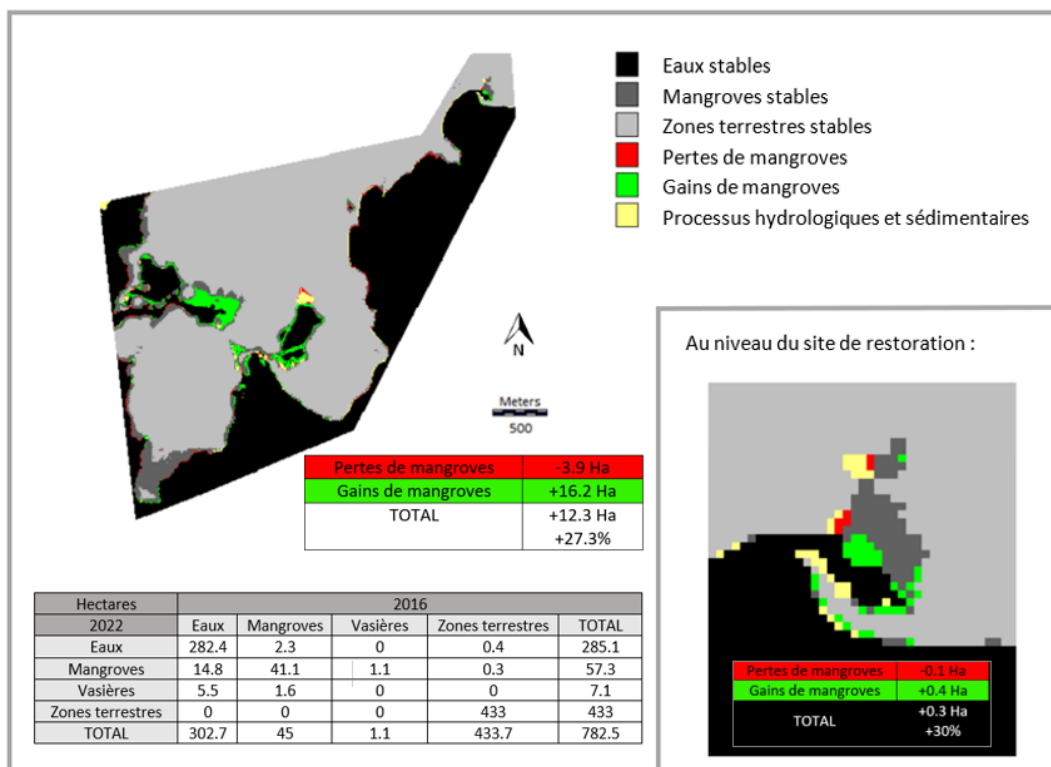 Eaux stables
Mangroves stables
Zones terrestres stables
Pertes de mangroves
Gains de mangroves
Processus hydrologiques et sédimentaires
N
Meters
500
Pertes de mangroves -3.9 Ha
Gains de mangroves +16.2 Ha
TOTAL +12.3 Ha
+27.3%
Hectares 2016
2022 Eaux Mangroves Vasières Zones terrestres TOTAL
Eaux 282.4 2.3 0 0.4 285.1
Mangroves 14.8 41.1 1.1 0.3 57.3
Vasières 5.5 1.6 0 0 7.1
Zones terrestres 0 0 0 433 433
TOTAL 302.7 45 1.1 433.7 782.5
Au niveau du site de restoration :
Pertes de mangroves -0.1 Ha
Gains de mangroves +0.4 Ha
TOTAL +0.3 Ha
+30%